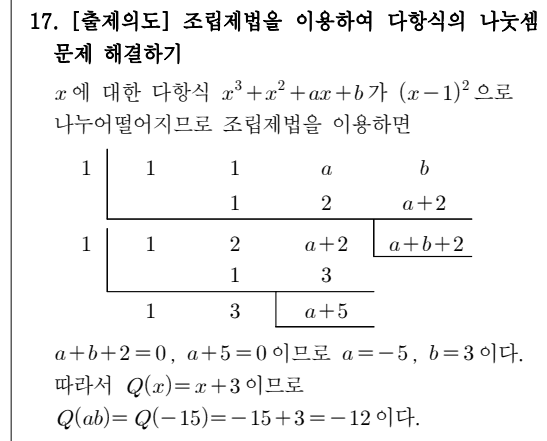 17. [출제의도] 조립제법을 이용하여 다항식의 나눗셈
문제 해결하기
x에 대한 다항식 x³+x²+ax+b가 (x−1)²으로
나누어떨어지므로 조립제법을 이용하면
1 1 1 a b
1 2 a+2
1 1 2 a+2 a+b+2
1 3
1 3 a+5
a+b+2=0, a+5=0이므로 a=−5, b=3이다.
따라서 Q(x)=x+3이므로
Q(ab)=Q(−15)=−15+3=−12이다.